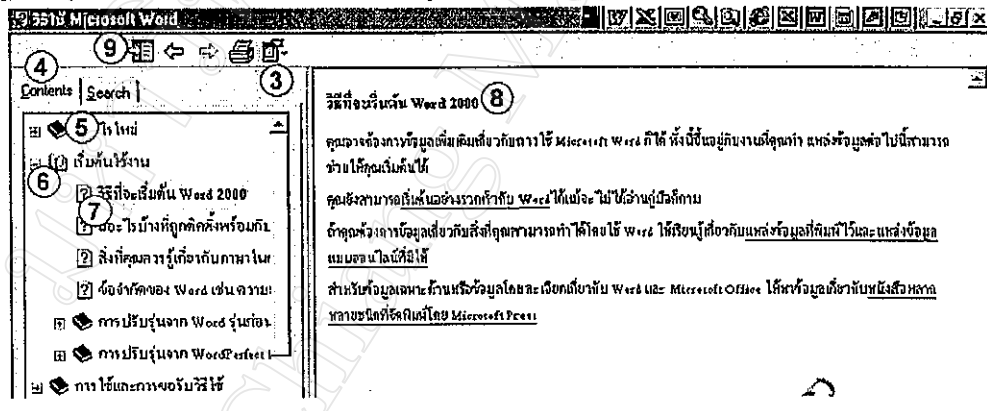 วิธีใช้ Microsoft Word
9
4
3
Contents Search
5 ไรใหม่
เริ่มต้นใช้งาน
6
วิธีที่จะเริ่มต้น Word 2000
7
อะไรบ้างที่ถูกติดตั้งพร้อมกับ
สิ่งที่คุณควรรู้เกี่ยวกับภาษาใน
ข้อจำกัดของ Word เช่น ความ
การปรับรุ่นจาก Word รุ่นก่อน
การปรับรุ่นจาก WordPerfect
การใช้และการขอรับวิธีใช้
วิธีที่จะเริ่มต้น Word 2000 8
คุณอาจต้องการข้อมูลเพิ่มเติมเกี่ยวกับการใช้ Microsoft Word ก็ได้ ทั้งนี้ขึ้นอยู่กับงานที่คุณทำ แหล่งข้อมูลต่อไปนี้สามารถ
ช่วยให้คุณเริ่มต้นได้
คุณยังสามารถเริ่มต้นอย่างรวดเร็วกับ Word ได้แม้จะไม่ได้อ่านคู่มือก็ตาม
ถ้าคุณต้องการข้อมูลเกี่ยวกับสิ่งที่คุณสามารถทำได้โดยใช้ Word ให้เรียนรู้เกี่ยวกับแหล่งข้อมูลที่พิมพ์ไว้และแหล่งข้อมูล
แบบออนไลน์ที่มีให้
สำหรับข้อมูลเฉพาะด้านหรือข้อมูลโดยละเอียดเกี่ยวกับ Word และ Microsoft Office ให้หาข้อมูลเกี่ยวกับหนังสือหลาก
หลายชนิดที่จัดพิมพ์โดย Microsoft Press